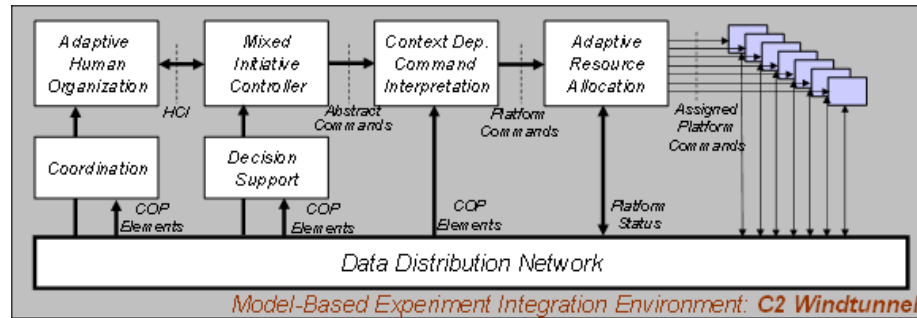 Adaptive
Human
Organization
HCI
Mixed
Initiative
Controller
Abstract
Commands
Context Dep.
Command
Interpretation
Platform
Commands
Adaptive
Resource
Allocation
Assigned
Platform
Commands
Coordination
COP
Elements
Decision
Support
COP
Elements
COP
Elements
Platform
Status
Data Distribution Network
Model-Based Experiment Integration Environment: C2 Windtunnel